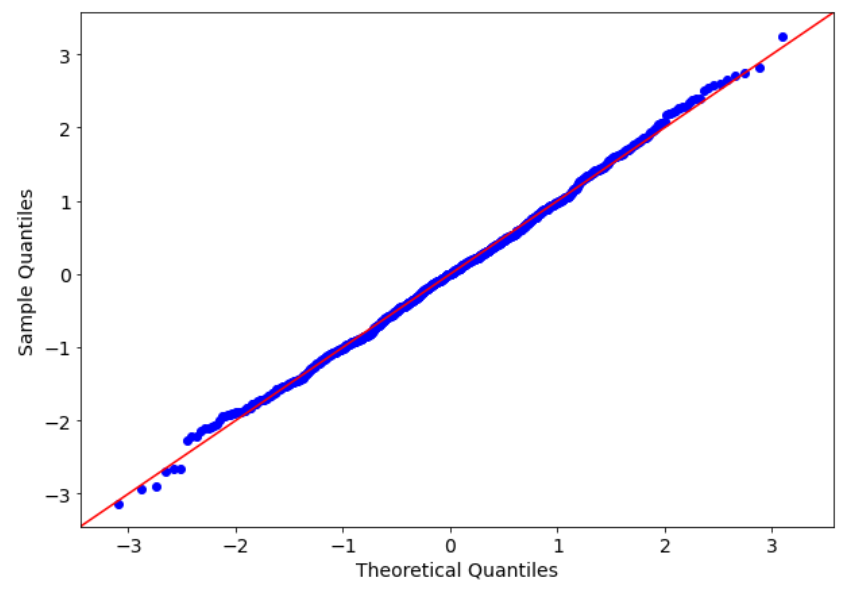 3
2
1
0
−1
−2
−3
Sample Quantiles
−3 −2 −1 0 1 2 3
Theoretical Quantiles